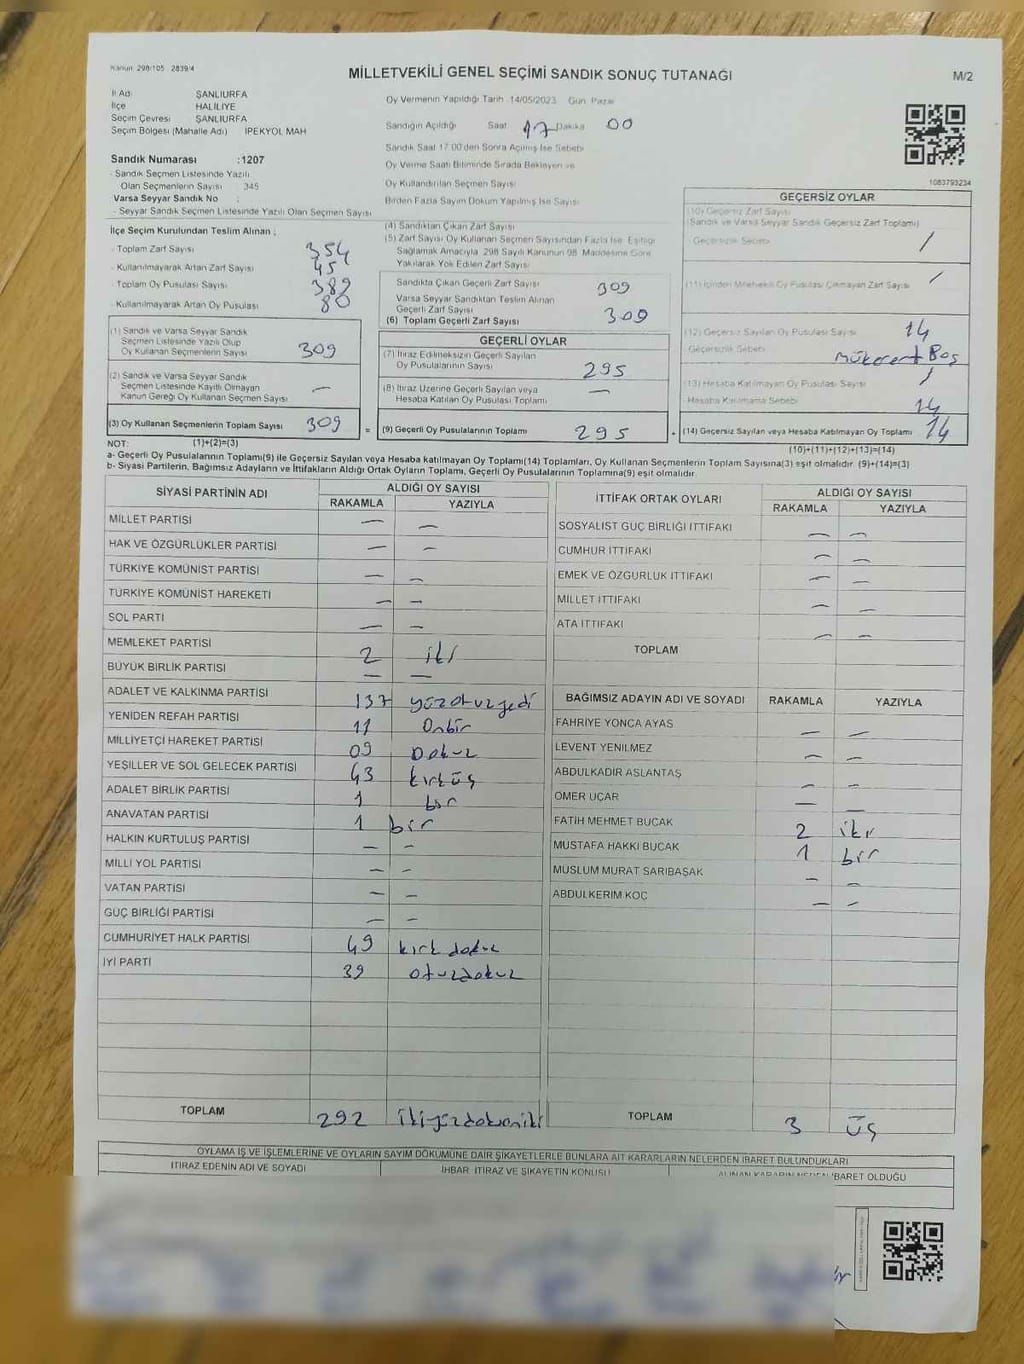 Kanun 298/105 2839/4
MİLLETVEKİLİ GENEL SEÇİMİ SANDIK SONUÇ TUTANAĞI
M/2
İl Adı ŞANLIURFA
İlçe HALİLİYE
Seçim Çevresi ŞANLIURFA
Seçim Bölgesi (Mahalle Adı) İPEKYOL MAH
Sandık Numarası :1207
Sandık Seçmen Listesinde Yazılı
Olan Seçmenlerin Sayısı 345
Varsa Seyyar Sandık No :
- Seyyar Sandık Seçmen Listesinde Yazılı Olan Seçmen Sayısı
Oy Vermenin Yapıldığı Tarih 14/05/2023 Gün Pazar
Sandığın Açıldığı Saat 17 Dakika 00
Sandık Saat 17.00'den Sonra Açılmış İse Sebebi
Oy Verme Saati Bitiminde Sırada Bekleyen ve
Oy Kullandırılan Seçmen Sayısı
Birden Fazla Sayım Döküm Yapılmış İse Sayısı
1083793234
İlçe Seçim Kurulundan Teslim Alınan ;
Toplam Zarf Sayısı 354
Kullanılmayarak Artan Zarf Sayısı 45
Toplam Oy Pusulası Sayısı 389
Kullanılmayarak Artan Oy Pusulası 80
(1) Sandık ve Varsa Seyyar Sandık
Seçmen Listesinde Yazılı Olup
Oy Kullanan Seçmenlerin Sayısı 309
(2) Sandık ve Varsa Seyyar Sandık
Seçmen Listesinde Kayıtlı Olmayan
Kanun Gereği Oy Kullanan Seçmen Sayısı —
(3) Oy Kullanan Seçmenlerin Toplam Sayısı 309
(4) Sandıktan Çıkan Zarf Sayısı
(5) Zarf Sayısı Oy Kullanan Seçmen Sayısından Fazla İse, Eşitliği
Sağlamak Amacıyla 298 Sayılı Kanunun 98. Maddesine Göre
Yakılarak Yok Edilen Zarf Sayısı
Sandıkta Çıkan Geçerli Zarf Sayısı 309
Varsa Seyyar Sandıktan Teslim Alınan
Geçerli Zarf Sayısı
(6) Toplam Geçerli Zarf Sayısı 309
GEÇERLİ OYLAR
(7) İtiraz Edilmeksizin Geçerli Sayılan
Oy Pusulalarının Sayısı 295
(8) İtiraz Üzerine Geçerli Sayılan veya
Hesaba Katılan Oy Pusulası Toplamı —
= (9) Geçerli Oy Pusulalarının Toplamı 295
GEÇERSİZ OYLAR
(10) Geçersiz Zarf Sayısı
(Sandık ve Varsa Seyyar Sandık Geçersiz Zarf Toplamı)
Geçersizlik Sebebi /
(11) İçinden Milletvekili Oy Pusulası Çıkmayan Zarf Sayısı /
(12) Geçersiz Sayılan Oy Pusulası Sayısı 14
Geçersizlik Sebebi mükerrer Boş
(13) Hesaba Katılmayan Oy Pusulası Sayısı /
Hesaba Katılmama Sebebi 14
(14) Geçersiz Sayılan veya Hesaba Katılmayan Oy Toplamı 14
NOT: (1)+(2)=(3)
(10)+(11)+(12)+(13)=(14)
a- Geçerli Oy Pusulalarının Toplamı(9) ile Geçersiz Sayılan veya Hesaba katılmayan Oy Toplamı(14) Toplamları, Oy Kullanan Seçmenlerin Toplam Sayısına(3) eşit olmalıdır. (9)+(14)=(3)
b- Siyasi Partilerin, Bağımsız Adayların ve İttifakların Aldığı Ortak Oyların Toplamı, Geçerli Oy Pusulalarının Toplamına(9) eşit olmalıdır.
SİYASİ PARTİNİN ADI ALDIĞI OY SAYISI
RAKAMLA YAZIYLA
MİLLET PARTİSİ — —
HAK VE ÖZGÜRLÜKLER PARTİSİ — —
TÜRKİYE KOMÜNİST PARTİSİ — —
TÜRKİYE KOMÜNİST HAREKETİ — —
SOL PARTİ — —
MEMLEKET PARTİSİ 2 iki
BÜYÜK BİRLİK PARTİSİ — —
ADALET VE KALKINMA PARTİSİ 137 yüzotuzyedi
YENİDEN REFAH PARTİSİ 11 Onbir
MİLLİYETÇİ HAREKET PARTİSİ 09 Dokuz
YEŞİLLER VE SOL GELECEK PARTİSİ 43 kırküç
ADALET BİRLİK PARTİSİ 1 bir
ANAVATAN PARTİSİ 1 bir
HALKIN KURTULUŞ PARTİSİ — —
MİLLİ YOL PARTİSİ — —
VATAN PARTİSİ — —
GÜÇ BİRLİĞİ PARTİSİ — —
CUMHURİYET HALK PARTİSİ 49 kırk dokuz
İYİ PARTİ 39 otuzdokuz
TOPLAM 292 ikiyüzdoksaniki
İTTİFAK ORTAK OYLARI ALDIĞI OY SAYISI
RAKAMLA YAZIYLA
SOSYALİST GÜÇ BİRLİĞİ İTTİFAKI — —
CUMHUR İTTİFAKI — —
EMEK VE ÖZGÜRLÜK İTTİFAKI — —
MİLLET İTTİFAKI — —
ATA İTTİFAKI — —
TOPLAM
BAĞIMSIZ ADAYIN ADI VE SOYADI RAKAMLA YAZIYLA
FAHRİYE YONCA AYAS — —
LEVENT YENİLMEZ — —
ABDULKADİR ASLANTAŞ — —
ÖMER UÇAR — —
FATİH MEHMET BUCAK 2 iki
MUSTAFA HAKKI BUCAK 1 bir
MÜSLÜM MURAT SARIBAŞAK — —
ABDULKERİM KOÇ — —
TOPLAM 3 üç
OYLAMA İŞ VE İŞLEMLERİNE VE OYLARIN SAYIM DÖKÜMÜNE DAİR ŞİKAYETLERLE BUNLARA AİT KARARLARIN NELERDEN İBARET BULUNDUKLARI
İTİRAZ EDENİN ADI VE SOYADI İHBAR, İTİRAZ VE ŞİKAYETİN KONUSU ALINAN KARARIN NEDEN İBARET OLDUĞU